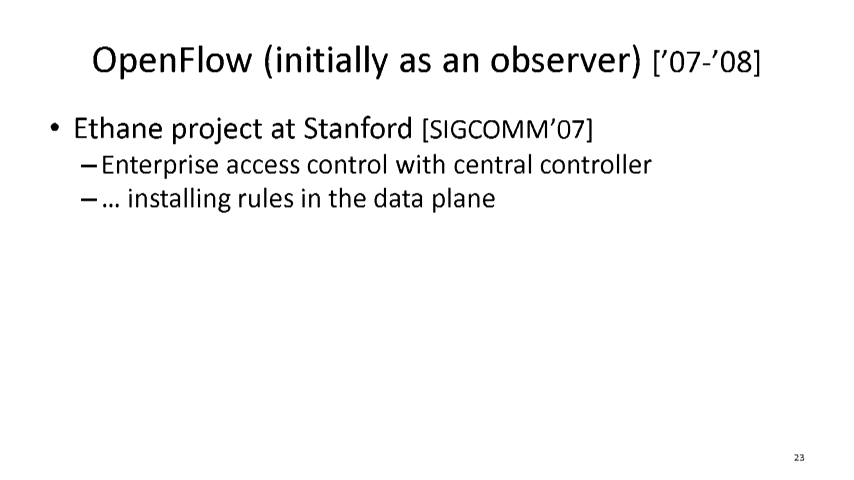 OpenFlow (initially as an observer) [’07-’08]
• Ethane project at Stanford [SIGCOMM’07]
– Enterprise access control with central controller
– … installing rules in the data plane
23